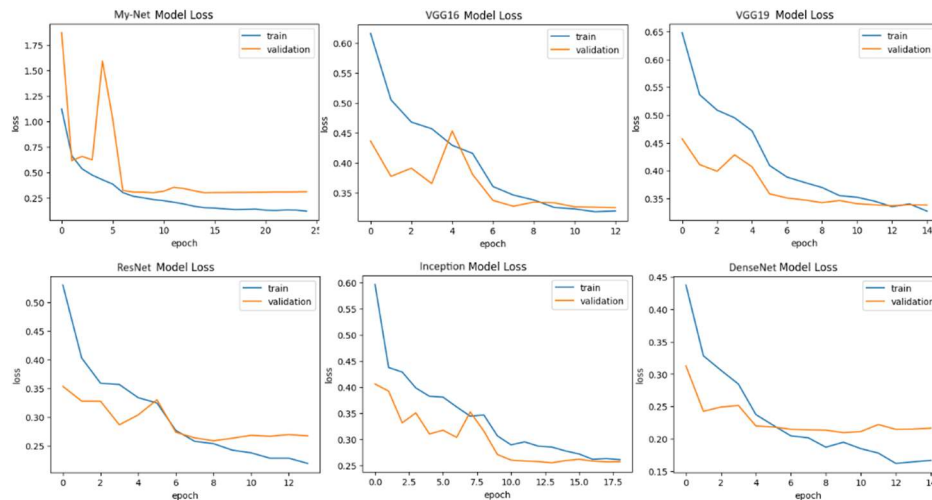 My-Net Model Loss
train
validation
loss
1.75
1.50
1.25
1.00
0.75
0.50
0.25
0 5 10 15 20 25
epoch
VGG16 Model Loss
train
validation
loss
0.60
0.55
0.50
0.45
0.40
0.35
0 2 4 6 8 10 12
epoch
VGG19 Model Loss
train
validation
loss
0.65
0.60
0.55
0.50
0.45
0.40
0.35
0 2 4 6 8 10 12 14
epoch
ResNet Model Loss
train
validation
loss
0.50
0.45
0.40
0.35
0.30
0.25
0 2 4 6 8 10 12
epoch
Inception Model Loss
train
validation
loss
0.60
0.55
0.50
0.45
0.40
0.35
0.30
0.25
0.0 2.5 5.0 7.5 10.0 12.5 15.0 17.5
epoch
DenseNet Model Loss
train
validation
loss
0.45
0.40
0.35
0.30
0.25
0.20
0.15
0 2 4 6 8 10 12 14
epoch